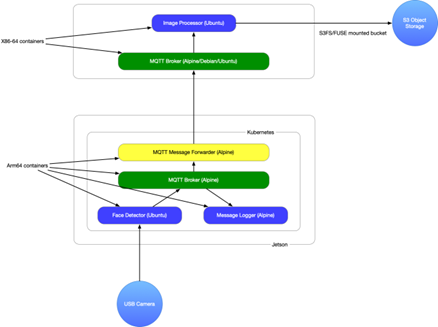 Image Processor (Ubuntu)
S3 Object
Storage
X86-64 containers
S3FS/FUSE mounted bucket
MQTT Broker (Alpine/Debian/Ubuntu)
Kubernetes
MQTT Message Forwarder (Alpine)
Arm64 containers
MQTT Broker (Alpine)
Face Detector (Ubuntu)
Message Logger (Alpine)
Jetson
USB Camera